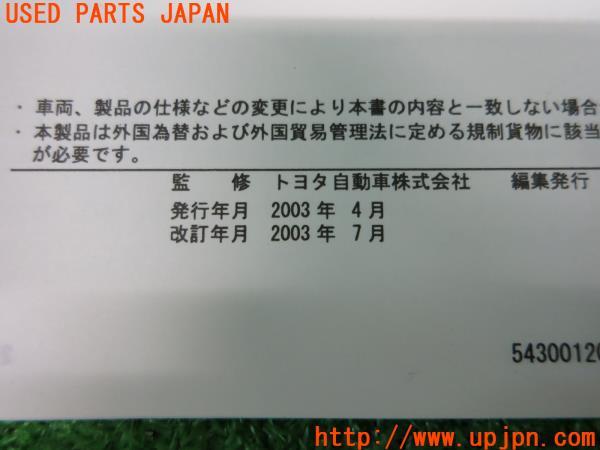 USED PARTS JAPAN
・車両、製品の仕様などの変更により本書の内容と一致しない場合
・本製品は外国為替および外国貿易管理法に定める規制貨物に該当
が必要です。
監　修　トヨタ自動車株式会社　編集発行
発行年月　2003 年　4 月
改訂年月　2003 年　7 月
5430012
http://www.upjpn.com